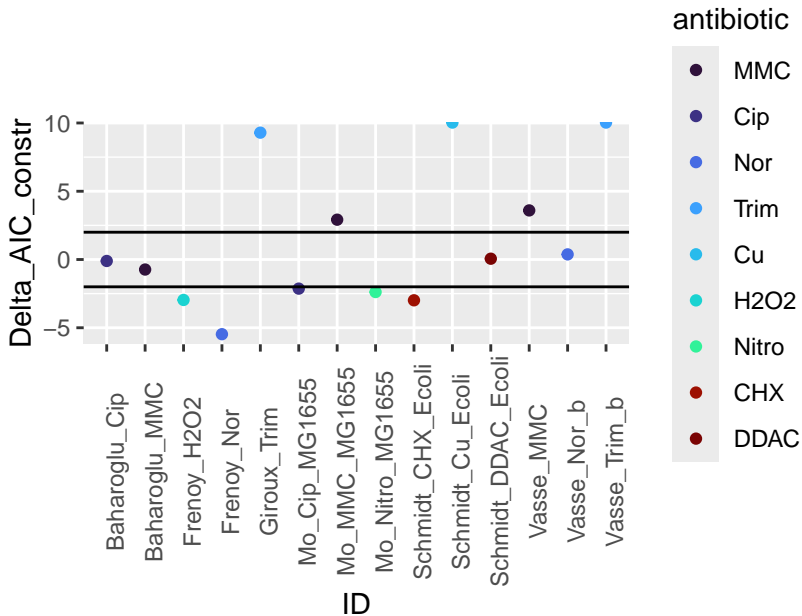 antibiotic
MMC
Cip
Nor
Trim
Cu
H2O2
Nitro
CHX
DDAC
Delta_AIC_constr
10
5
0
−5
Baharoglu_Cip
Baharoglu_MMC
Frenoy_H2O2
Frenoy_Nor
Giroux_Trim
Mo_Cip_MG1655
Mo_MMC_MG1655
Mo_Nitro_MG1655
Schmidt_CHX_Ecoli
Schmidt_Cu_Ecoli
Schmidt_DDAC_Ecoli
Vasse_MMC
Vasse_Nor_b
Vasse_Trim_b
ID